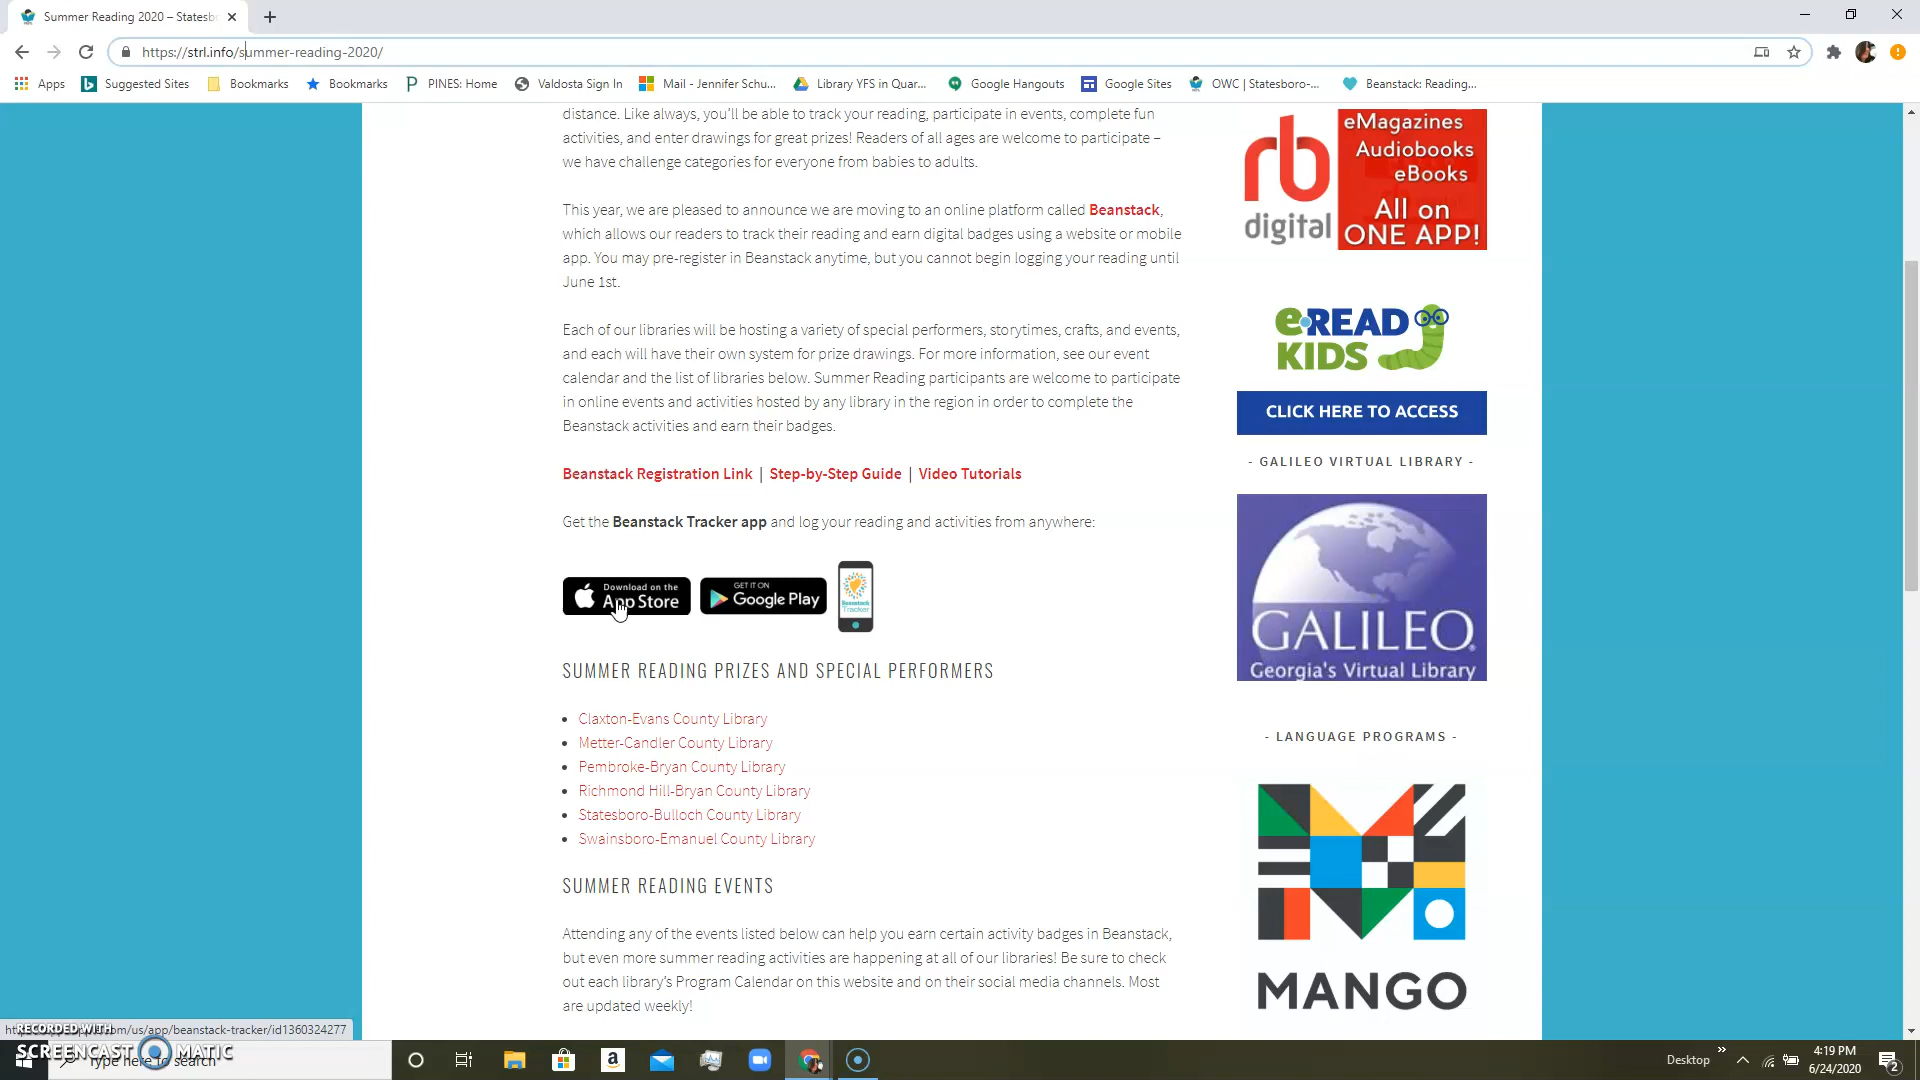 Summer Reading 2020 – Statesb
https://strl.info/summer-reading-2020/
Apps
Suggested Sites
Bookmarks
Bookmarks
PINES: Home
Valdosta Sign In
Mail - Jennifer Schu...
Library YFS in Quar...
Google Hangouts
Google Sites
OWC | Statesboro-...
Beanstack: Reading...
distance. Like always, you'll be able to track your reading, participate in events, complete fun
activities, and enter drawings for great prizes! Readers of all ages are welcome to participate –
we have challenge categories for everyone from babies to adults.
This year, we are pleased to announce we are moving to an online platform called Beanstack,
which allows our readers to track their reading and earn digital badges using a website or mobile
app. You may pre-register in Beanstack anytime, but you cannot begin logging your reading until
June 1st.
Each of our libraries will be hosting a variety of special performers, storytimes, crafts, and events,
and each will have their own system for prize drawings. For more information, see our event
calendar and the list of libraries below. Summer Reading participants are welcome to participate
in online events and activities hosted by any library in the region in order to complete the
Beanstack activities and earn their badges.
Beanstack Registration Link | Step-by-Step Guide | Video Tutorials
Get the Beanstack Tracker app and log your reading and activities from anywhere:
Download on the
App Store
GET IT ON
Google Play
Beanstack
Tracker
SUMMER READING PRIZES AND SPECIAL PERFORMERS
• Claxton-Evans County Library
• Metter-Candler County Library
• Pembroke-Bryan County Library
• Richmond Hill-Bryan County Library
• Statesboro-Bulloch County Library
• Swainsboro-Emanuel County Library
SUMMER READING EVENTS
Attending any of the events listed below can help you earn certain activity badges in Beanstack,
but even more summer reading activities are happening at all of our libraries! Be sure to check
out each library's Program Calendar on this website and on their social media channels. Most
are updated weekly!
rb
digital
eMagazines
Audiobooks
eBooks
All on
ONE APP!
eREAD
KIDS
CLICK HERE TO ACCESS
- GALILEO VIRTUAL LIBRARY -
GALILEO
Georgia's Virtual Library
- LANGUAGE PROGRAMS -
MANGO
.com/us/app/beanstack-tracker/id1360324277
RECORDED WITH
SCREENCAST MATIC
Type here to search
Desktop
4:19 PM
6/24/2020
2